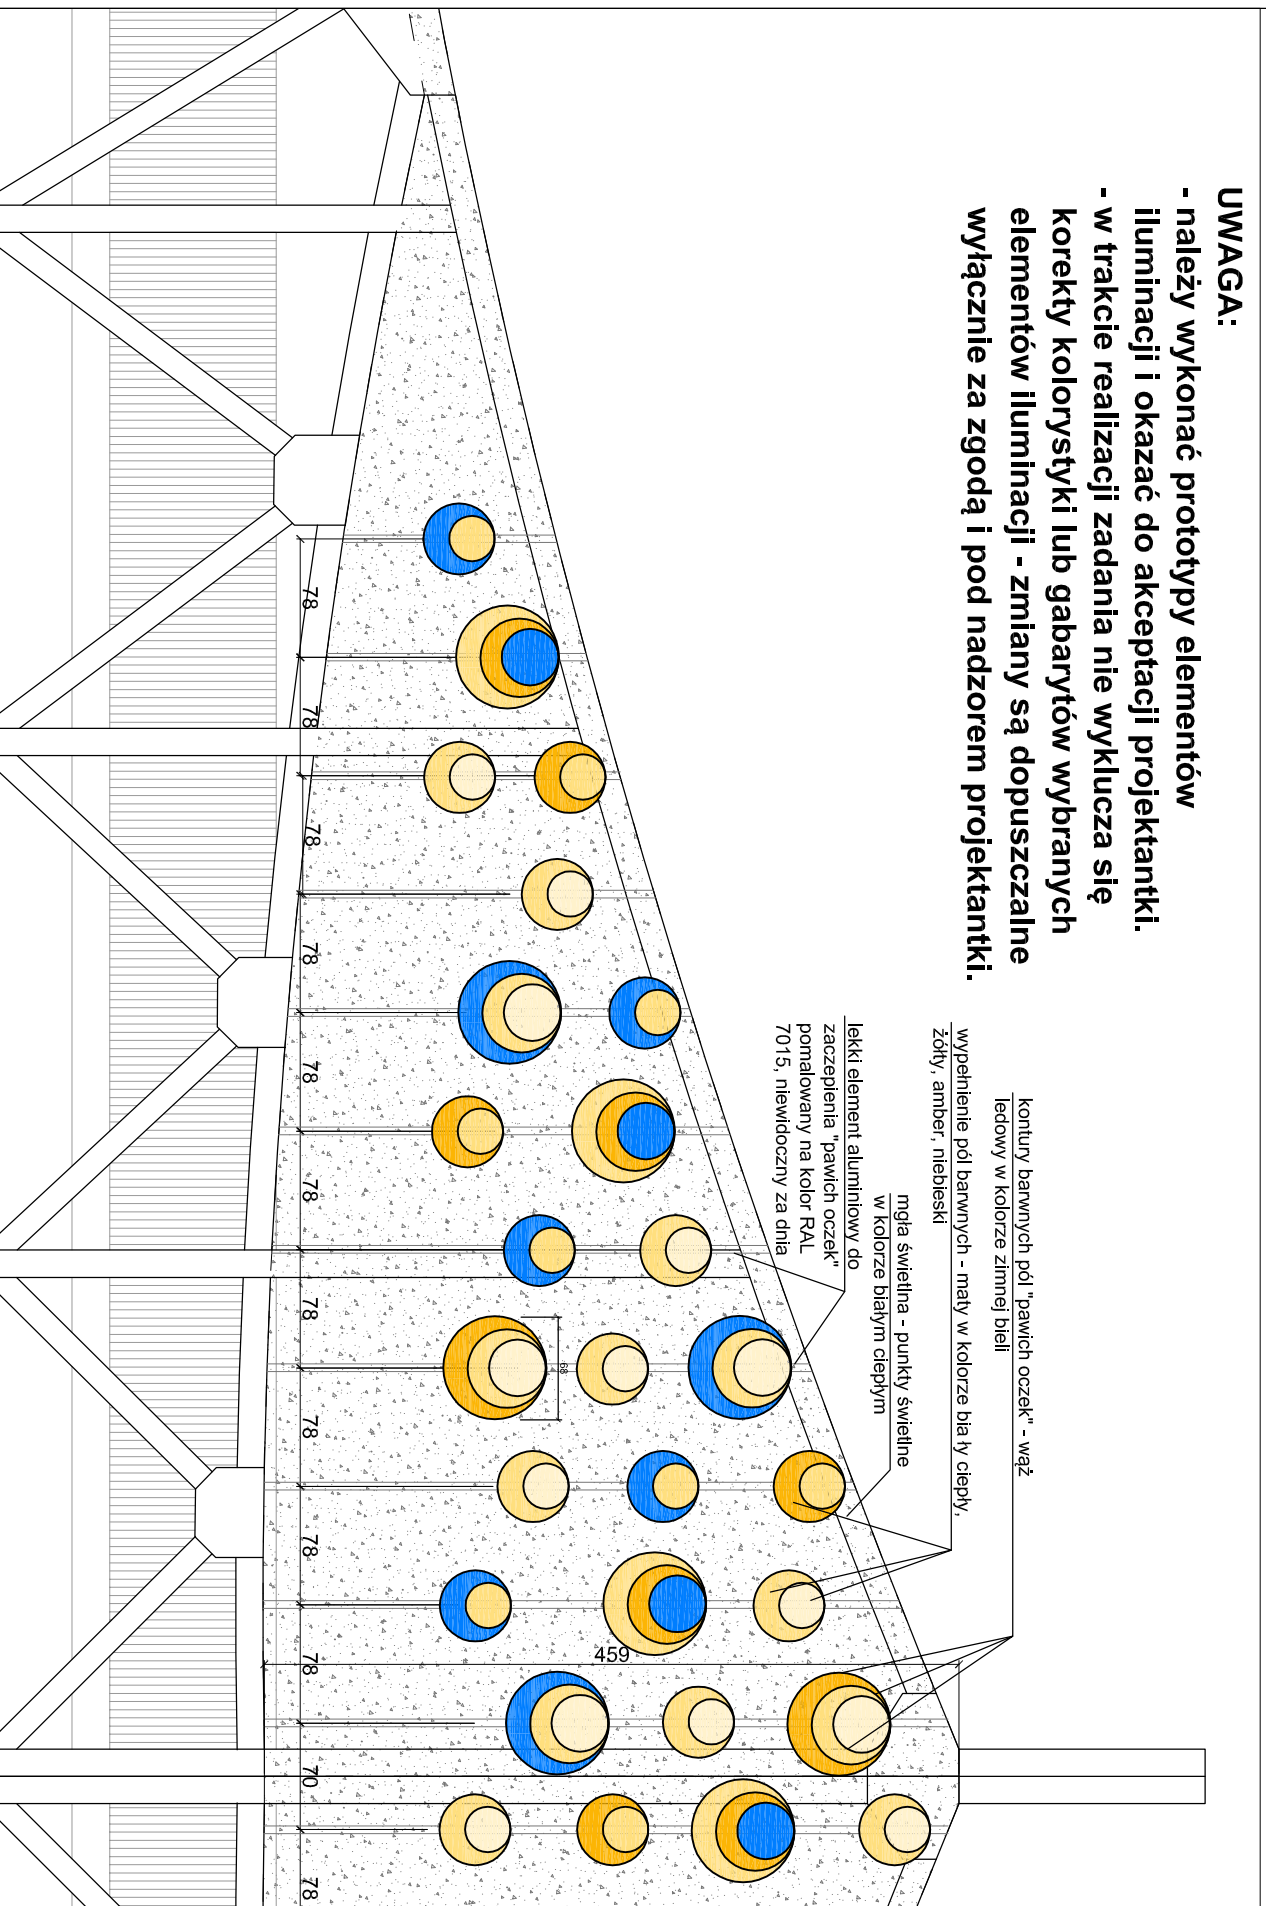 UWAGA:
- należy wykonać prototypy elementów
iluminacji i okazać do akceptacji projektantki.
- w trakcie realizacji zadania nie wyklucza się
korekty kolorystyki lub gabarytów wybranych
elementów iluminacji - zmiany są dopuszczalne
wyłącznie za zgodą i pod nadzorem projektantki.
kontury barwnych pól "pawich oczek" - wąż
ledowy w kolorze zimnej bieli
wypełnienie pól barwnych - maty w kolorze bia ły ciepły,
żółty, amber, niebieski
mgła świetlna - punkty świetlne
w kolorze białym ciepłym
lekki element aluminiowy do
zaczepienia "pawich oczek"
pomalowany na kolor RAL
7015, niewidoczny za dnia
459
68
78
78
78
78
78
78
78
78
78
78
70
78